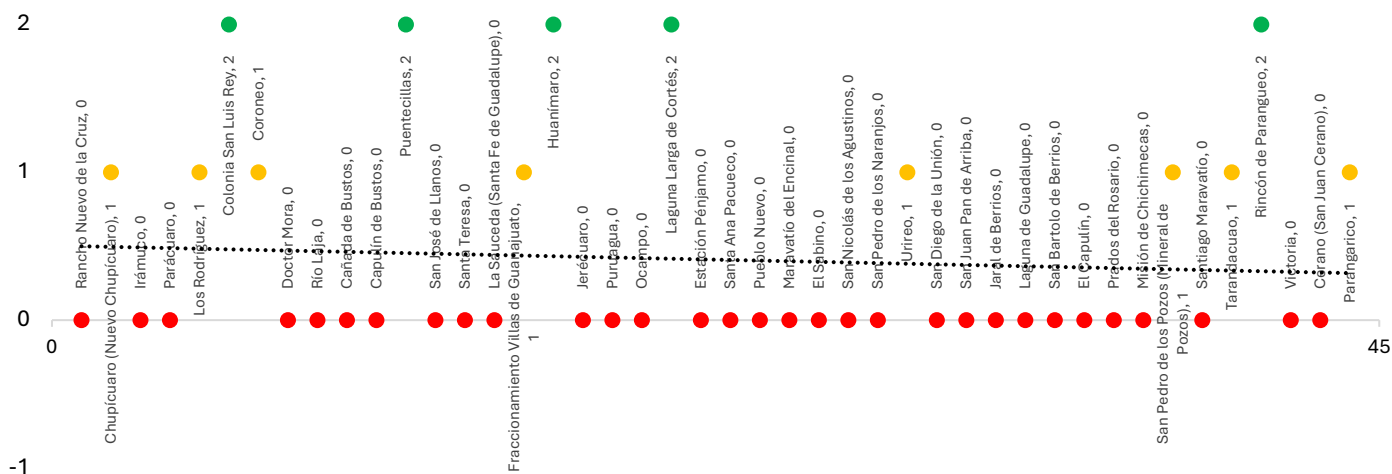 2
1
0
-1
0
45
Rancho Nuevo de la Cruz, 0
Chupícuaro (Nuevo Chupícuaro), 1
Irámuco, 0
Parácuaro, 0
Los Rodríguez, 1
Colonia San Luis Rey, 2
Coroneo, 1
Doctor Mora, 0
Río Laja, 0
Cañada de Bustos, 0
Capulín de Bustos, 0
Puentecillas, 2
San José de Llanos, 0
Santa Teresa, 0
La Sauceda (Santa Fe de Guadalupe), 0
Fraccionamiento Villas de Guanajuato,
1
Huanímaro, 2
Jerécuaro, 0
Puruagua, 0
Ocampo, 0
Laguna Larga de Cortés, 2
Estación Pénjamo, 0
Santa Ana Pacueco, 0
Pueblo Nuevo, 0
Maravatío del Encinal, 0
El Sabino, 0
San Nicolás de los Agustinos, 0
San Pedro de los Naranjos, 0
Urireo, 1
San Diego de la Unión, 0
San Juan Pan de Arriba, 0
Jaral de Berrios, 0
Laguna de Guadalupe, 0
San Bartolo de Berrios, 0
El Capulín, 0
Prados del Rosario, 0
Misión de Chichimecas, 0
San Pedro de los Pozos (Mineral de
Pozos), 1
Santiago Maravatío, 0
Tarandacuao, 1
Rincón de Parangueo, 2
Victoria, 0
Cerano (San Juan Cerano), 0
Parangarico, 1